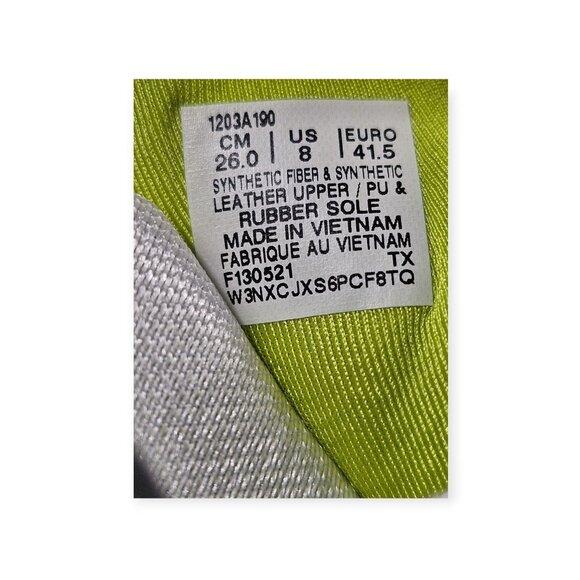 1203A190
CM | US | EURO
26.0 | 8 | 41.5
SYNTHETIC FIBER & SYNTHETIC
LEATHER UPPER / PU &
RUBBER SOLE
MADE IN VIETNAM
FABRIQUE AU VIETNAM
F130521 TX
W3NXCJXS6PCF8TQ